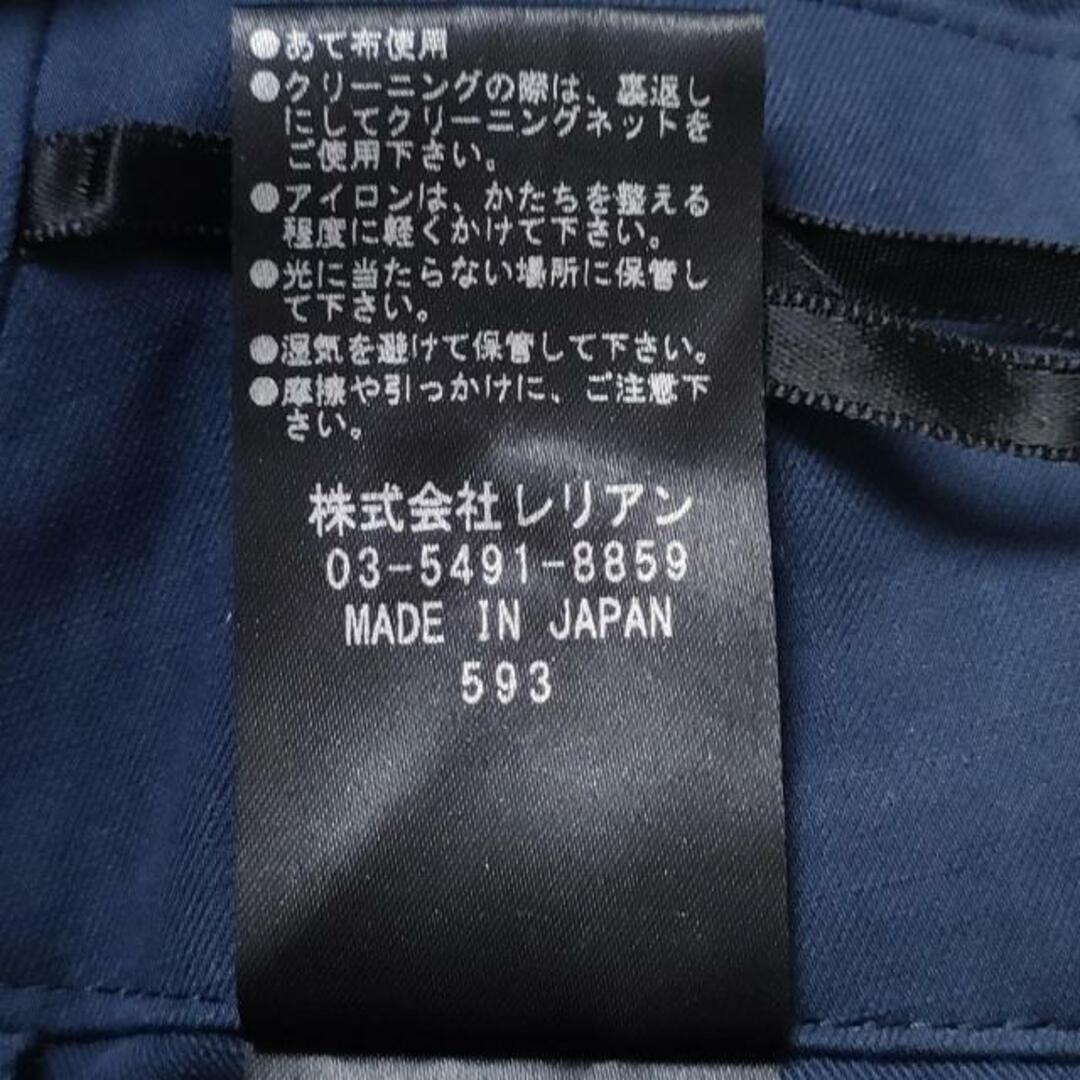 ●あて布使用
●クリーニングの際は、裏返し
にしてクリーニングネットを
ご使用下さい。
●アイロンは、かたちを整える
程度に軽くかけて下さい。
●光に当たらない場所に保管し
て下さい。
●湿気を避けて保管して下さい。
●摩擦や引っかけに、ご注意下
さい。
株式会社レリアン
03-5491-8859
MADE IN JAPAN
593